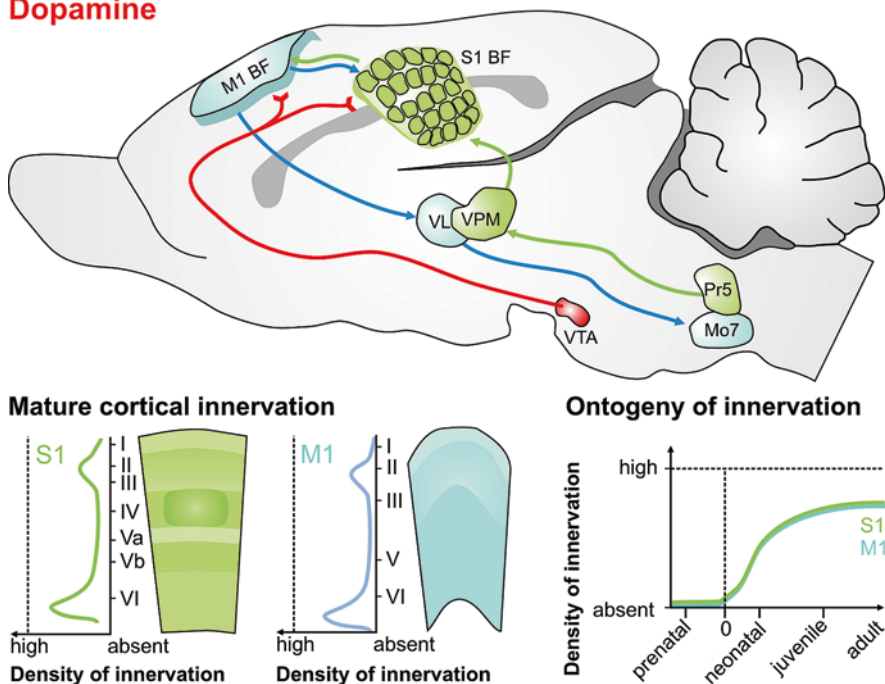 Dopamine
M1 BF
S1 BF
VL
VPM
Pr5
Mo7
VTA
Mature cortical innervation
S1
I
II
III
IV
Va
Vb
VI
high
absent
Density of innervation
M1
I
II
III
V
VI
high
absent
Density of innervation
Ontogeny of innervation
Density of innervation
high
absent
S1
M1
prenatal
0
neonatal
juvenile
adult